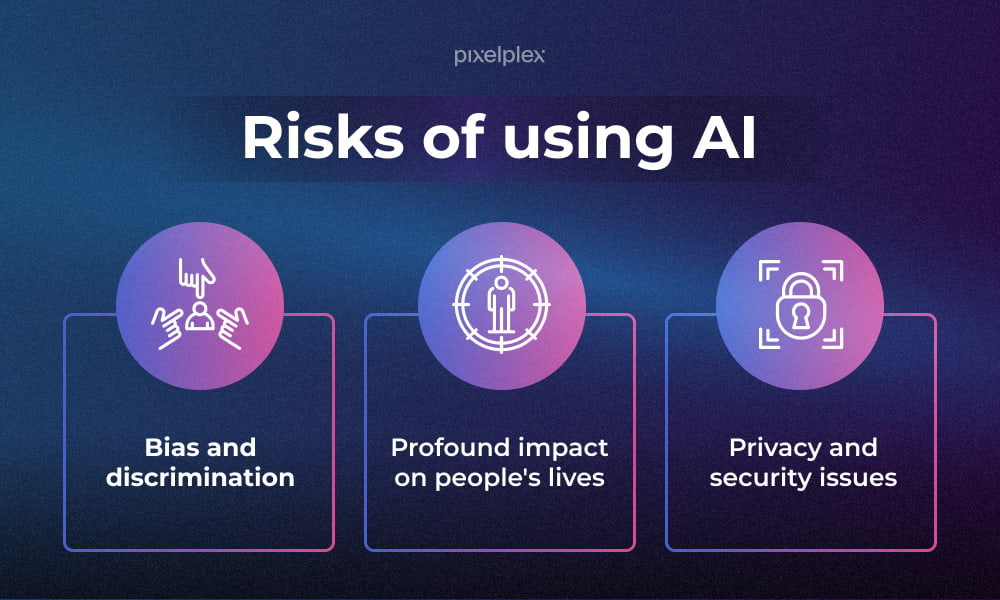 pixelplex
Risks of using AI
Bias and
discrimination
Profound impact
on people's lives
Privacy and
security issues